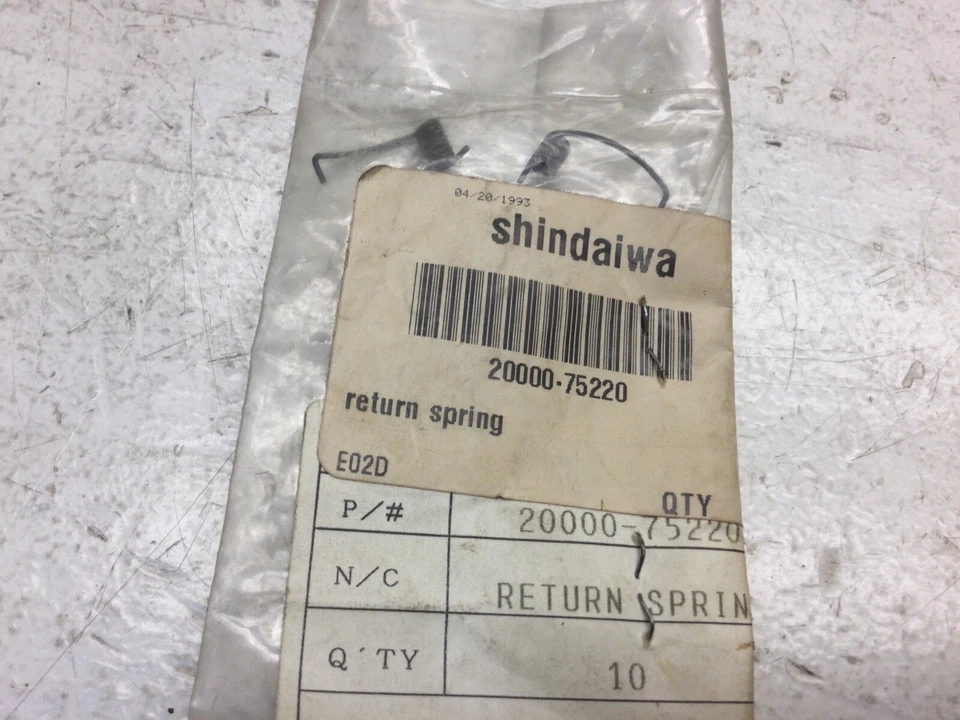 04/20/1993
shindaiwa
20000-75220
return spring
E02D
QTY
P/# 20000-75220
N/C RETURN SPRIN
Q'TY 10